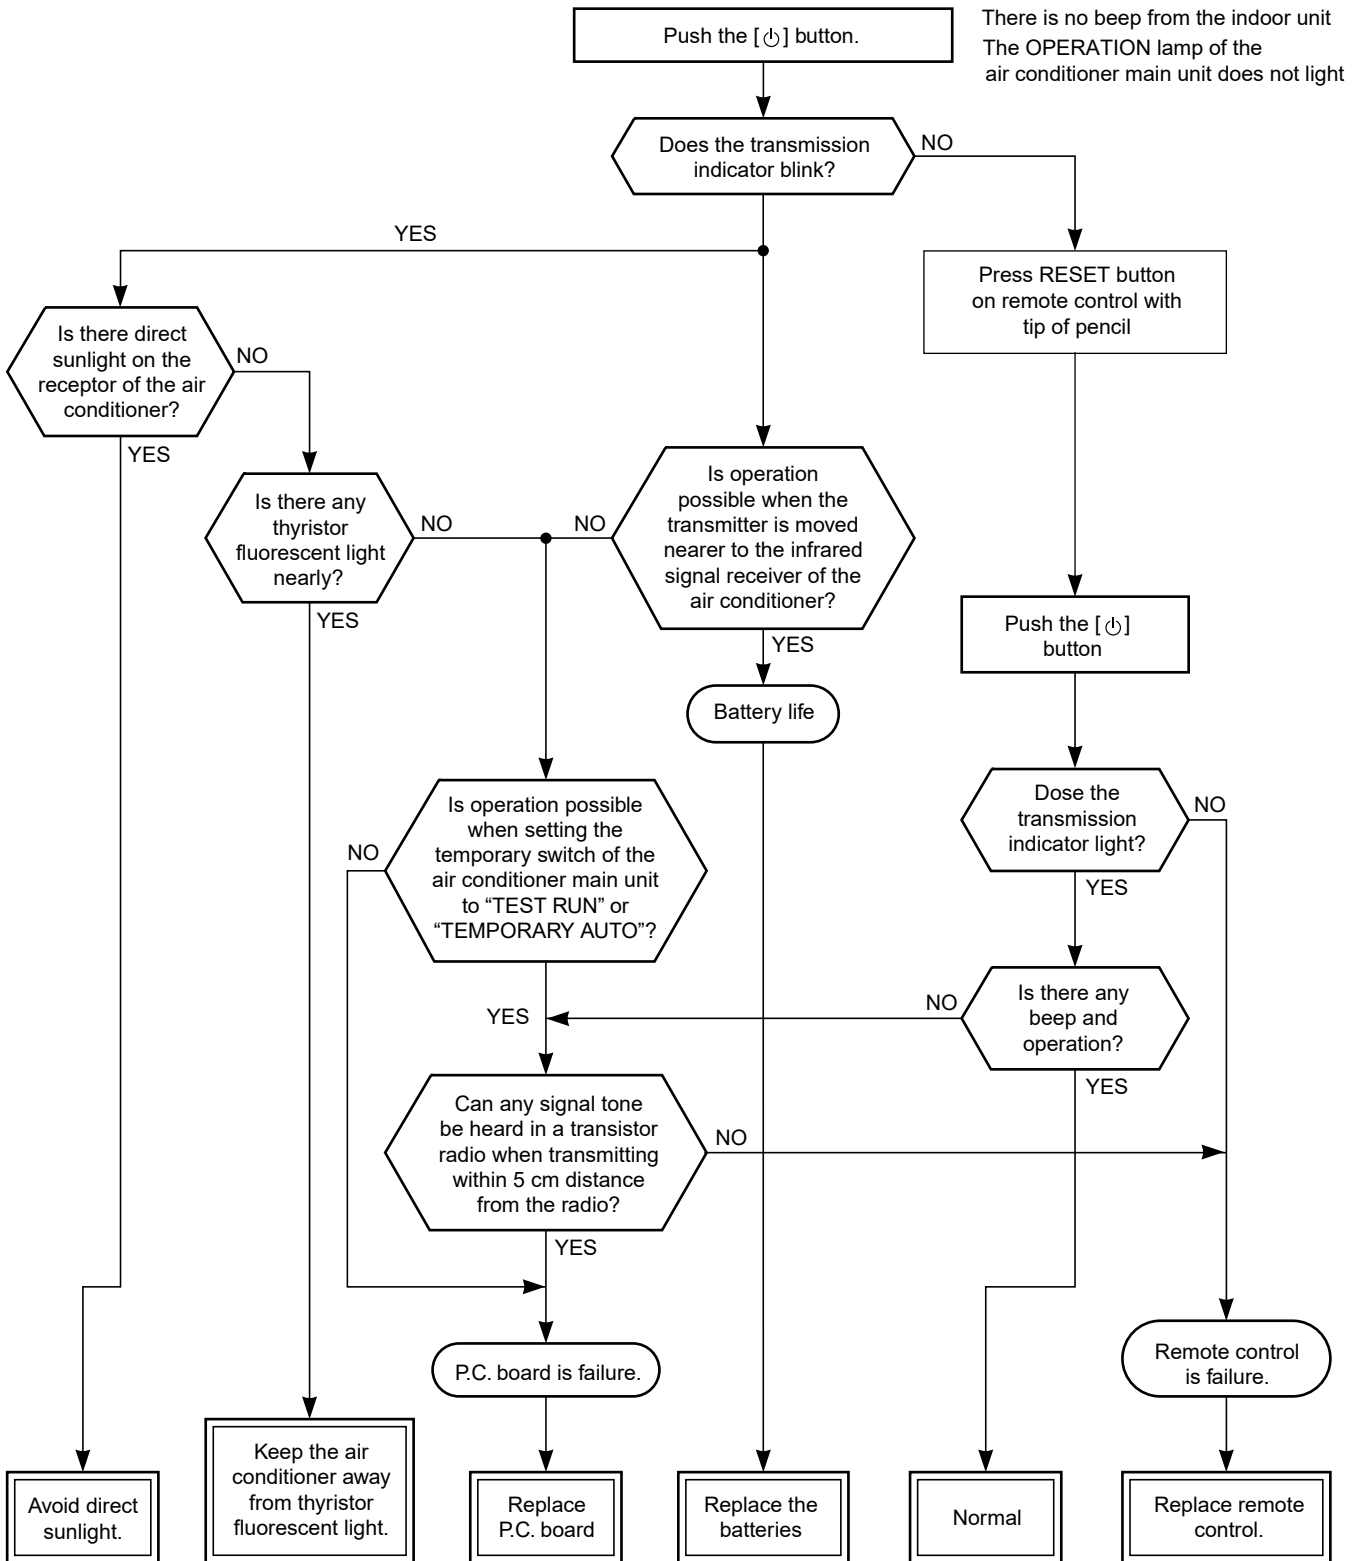 Push the [⏻] button.
There is no beep from the indoor unit
The OPERATION lamp of the
air conditioner main unit does not light
Does the transmission
indicator blink?
NO
YES
Press RESET button
on remote control with
tip of pencil
Is there direct
sunlight on the
receptor of the air
conditioner?
NO
YES
Is there any
thyristor
fluorescent light
nearly?
NO
YES
Is operation
possible when the
transmitter is moved
nearer to the infrared
signal receiver of the
air conditioner?
NO
YES
Push the [⏻]
button
Battery life
Is operation possible
when setting the
temporary switch of the
air conditioner main unit
to “TEST RUN” or
“TEMPORARY AUTO”?
NO
YES
Dose the
transmission
indicator light?
NO
YES
Is there any
beep and
operation?
NO
YES
Can any signal tone
be heard in a transistor
radio when transmitting
within 5 cm distance
from the radio?
NO
YES
P.C. board is failure.
Remote control
is failure.
Avoid direct
sunlight.
Keep the air
conditioner away
from thyristor
fluorescent light.
Replace
P.C. board
Replace the
batteries
Normal
Replace remote
control.